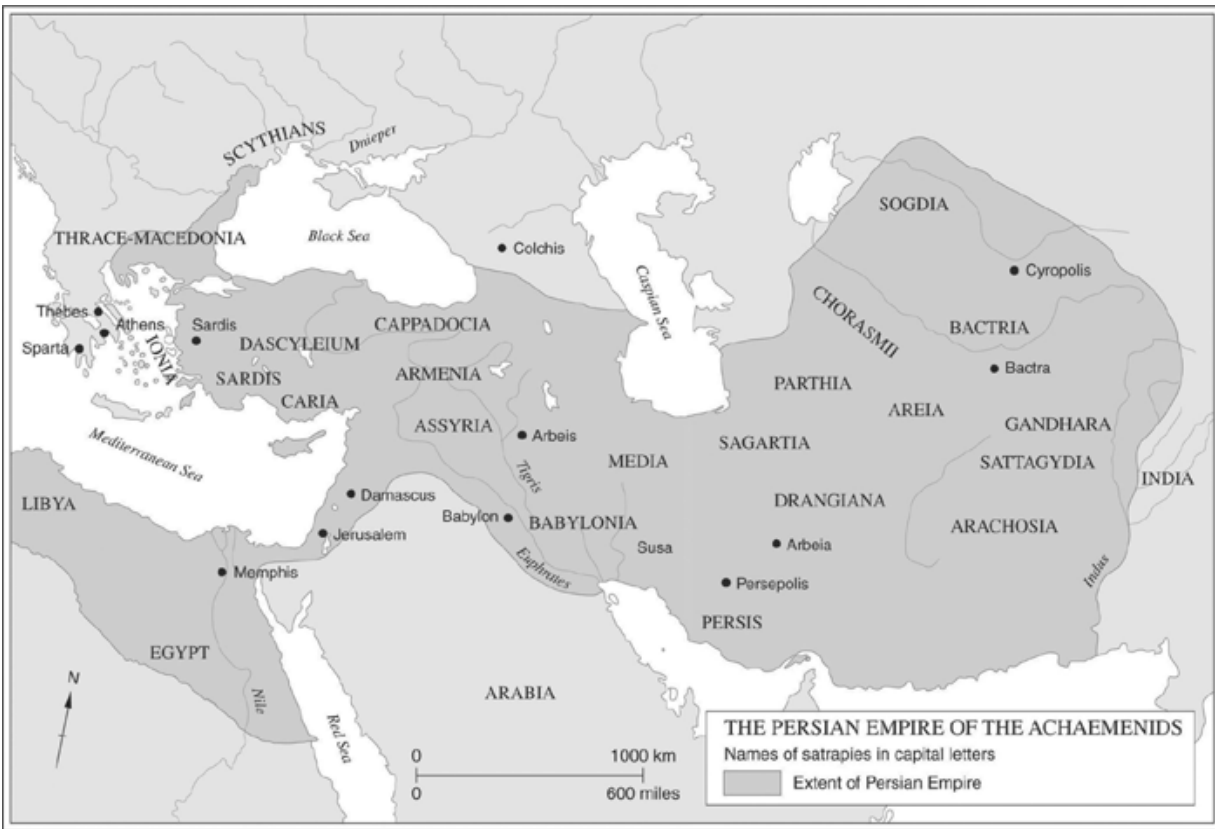 SCYTHIANS
Dnieper
THRACE-MACEDONIA
Black Sea
Colchis
Caspian Sea
SOGDIA
Cyropolis
CHORASMII
BACTRIA
Bactra
Thebes
Athens
Sparta
IONIA
Sardis
DASCYLEIUM
CAPPADOCIA
SARDIS
CARIA
ARMENIA
ASSYRIA
Arbeis
PARTHIA
AREIA
GANDHARA
SAGARTIA
MEDIA
SATTAGYDIA
INDIA
Mediterranean Sea
Tigris
LIBYA
Damascus
Jerusalem
Babylon
BABYLONIA
DRANGIANA
ARACHOSIA
Susa
Arbeia
Memphis
Euphrates
Persepolis
Indus
PERSIS
EGYPT
Nile
Red Sea
ARABIA
N
0 1000 km
0 600 miles
THE PERSIAN EMPIRE OF THE ACHAEMENIDS
Names of satrapies in capital letters
Extent of Persian Empire